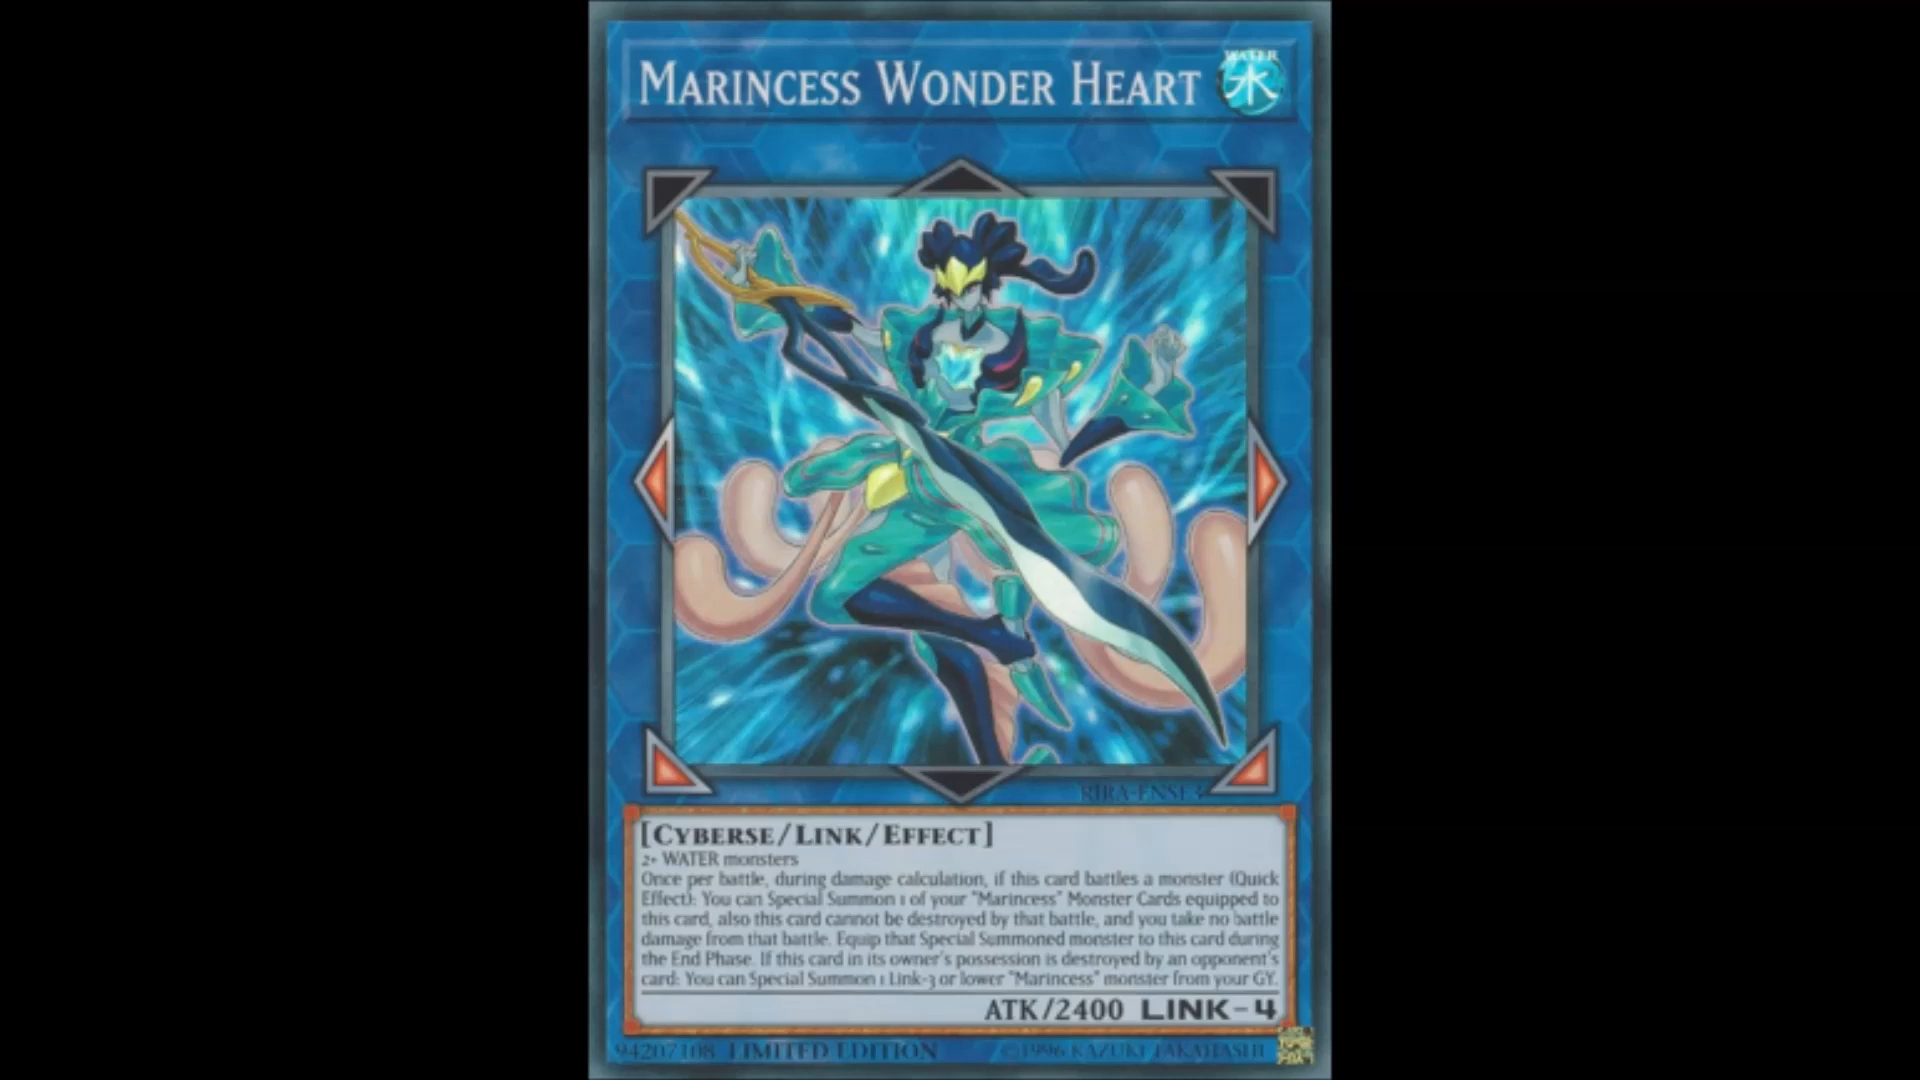 MARINCESS WONDER HEART
WATER
水
RIRA-ENSE3
[CYBERSE/LINK/EFFECT]
2+ WATER monsters
Once per battle, during damage calculation, if this card battles a monster (Quick
Effect): You can Special Summon 1 of your "Marincess" Monster Cards equipped to
this card, also this card cannot be destroyed by that battle, and you take no battle
damage from that battle. Equip that Special Summoned monster to this card during
the End Phase. If this card in its owner's possession is destroyed by an opponent's
card: You can Special Summon 1 Link-3 or lower "Marincess" monster from your GY.
ATK/2400 LINK-4
94207108 LIMITED EDITION
©1996 KAZUKI TAKAHASHI